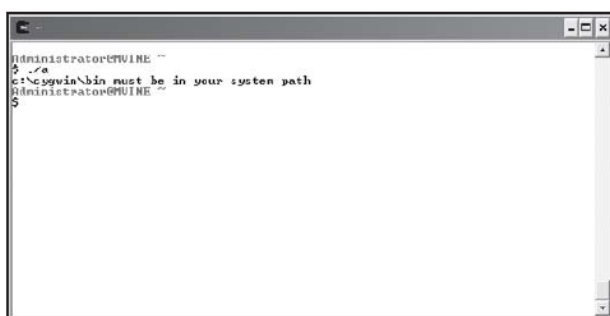 Administrator@MVINE ~
$ ./a
c:\cygwin\bin must be in your system path
Administrator@MVINE ~
$